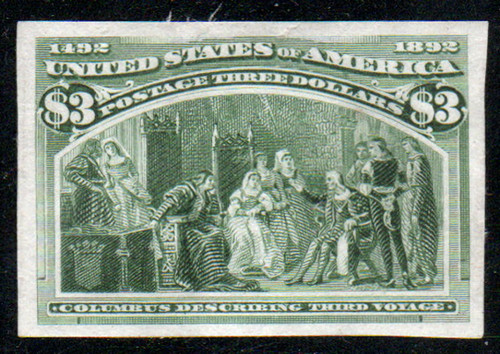 1492 1892
UNITED STATES OF AMERICA
$3 POSTAGE THREE DOLLARS $3
COLUMBUS DESCRIBING THIRD VOYAGE